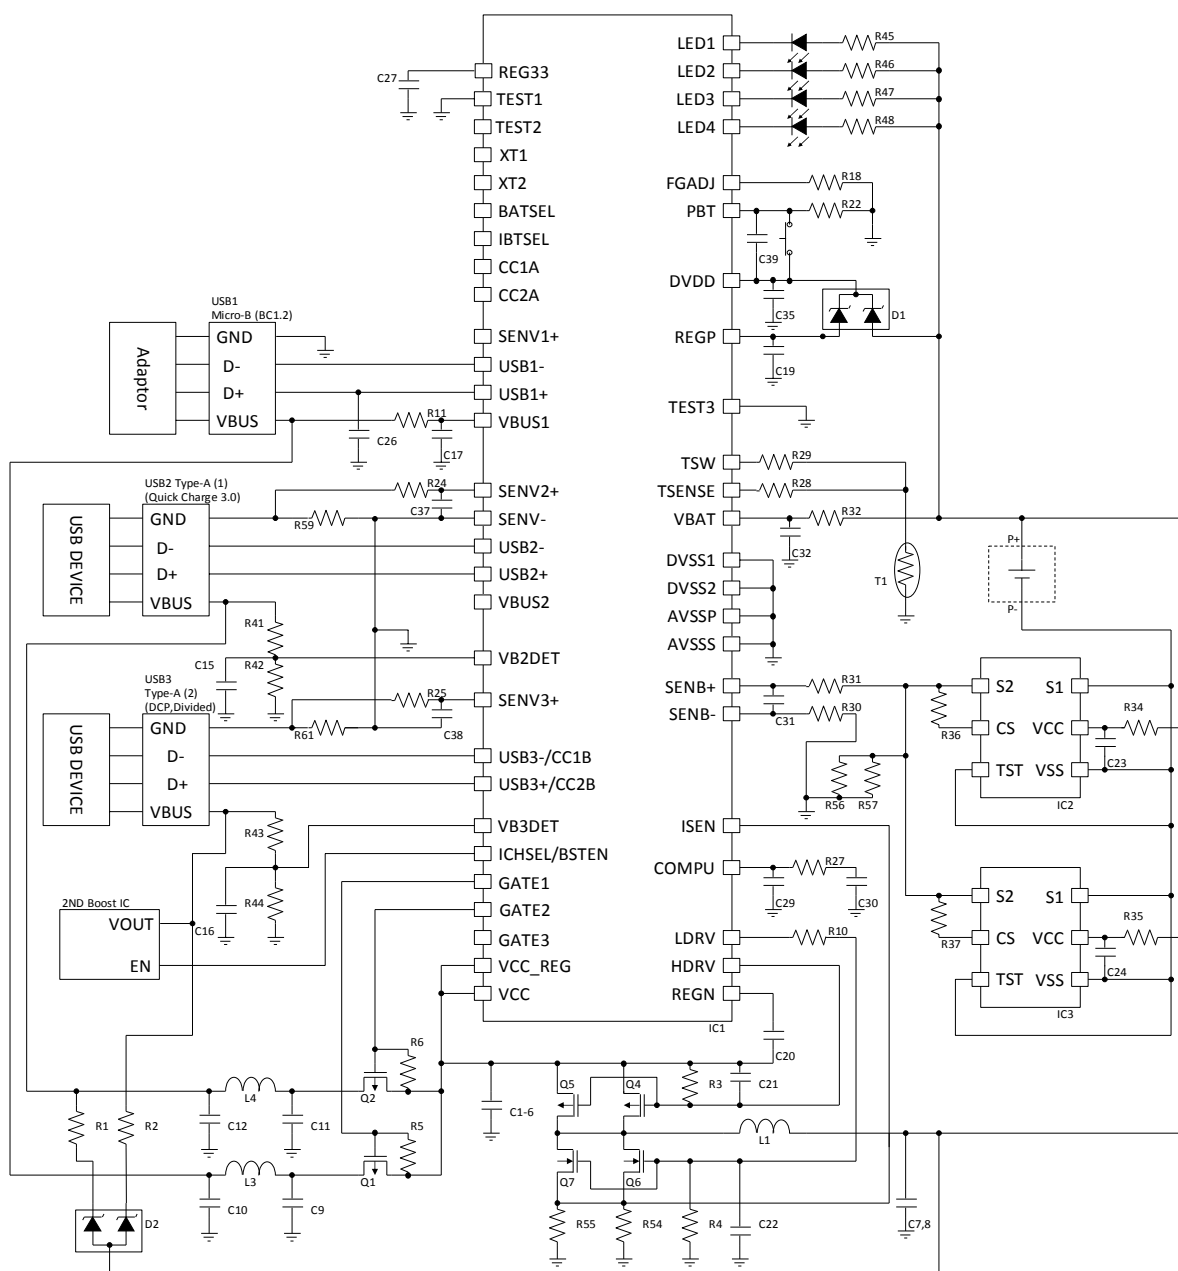 LED1
LED2
LED3
LED4
R45
R46
R47
R48
C27
REG33
TEST1
TEST2
XT1
XT2
BATSEL
IBTSEL
CC1A
CC2A
SENV1+
USB1-
USB1+
VBUS1
FGADJ
R18
PBT
R22
C39
DVDD
C35
D1
REGP
C19
TEST3
USB1
Micro-B (BC1.2)
Adaptor
GND
D-
D+
VBUS
R11
C26
C17
TSW
R29
TSENSE
R28
VBAT
R32
C32
T1
P+
P-
USB2 Type-A (1)
(Quick Charge 3.0)
USB DEVICE
GND
D-
D+
VBUS
R24
C37
R59
SENV2+
SENV-
USB2-
USB2+
VBUS2
DVSS1
DVSS2
AVSSP
AVSSS
R41
R42
C15
VB2DET
USB3
Type-A (2)
(DCP,Divided)
USB DEVICE
GND
D-
D+
VBUS
R25
C38
R61
SENV3+
USB3-/CC1B
USB3+/CC2B
SENB+
R31
SENB-
R30
C31
R56
R57
R36
S2
S1
CS
VCC
TST
VSS
IC2
R34
C23
R43
R44
C16
VB3DET
ICHSEL/BSTEN
GATE1
GATE2
GATE3
VCC_REG
VCC
ISEN
COMPU
R27
C29
C30
LDRV
R10
HDRV
REGN
IC1
C20
2ND Boost IC
VOUT
EN
R37
S2
S1
CS
VCC
TST
VSS
IC3
R35
C24
R6
Q2
R5
Q1
L4
C12
C11
L3
C10
C9
R1
R2
D2
C1-6
Q5
Q4
R3
C21
L1
Q7
Q6
R55
R54
R4
C22
C7,8